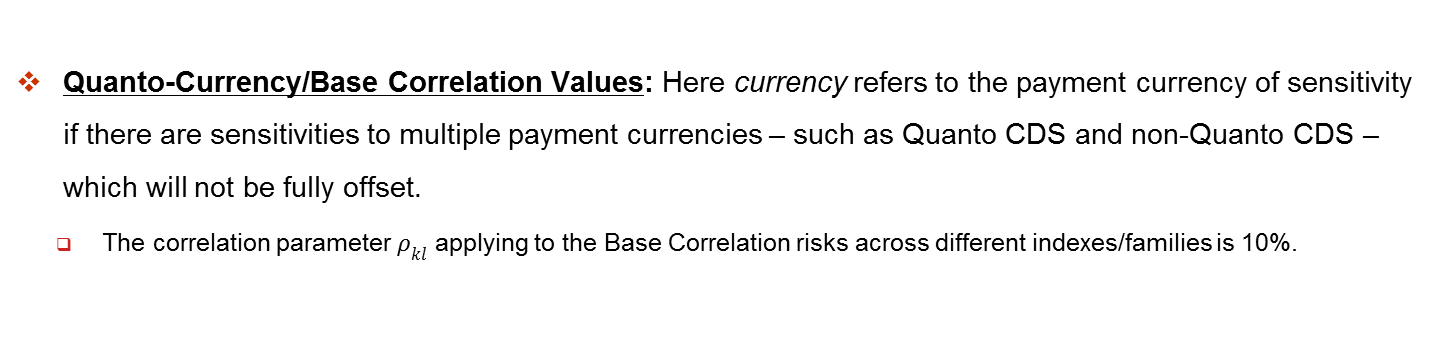 Quanto-Currency/Base Correlation Values: Here currency refers to the payment currency of sensitivity
if there are sensitivities to multiple payment currencies – such as Quanto CDS and non-Quanto CDS –
which will not be fully offset.
The correlation parameter ρₖₗ applying to the Base Correlation risks across different indexes/families is 10%.